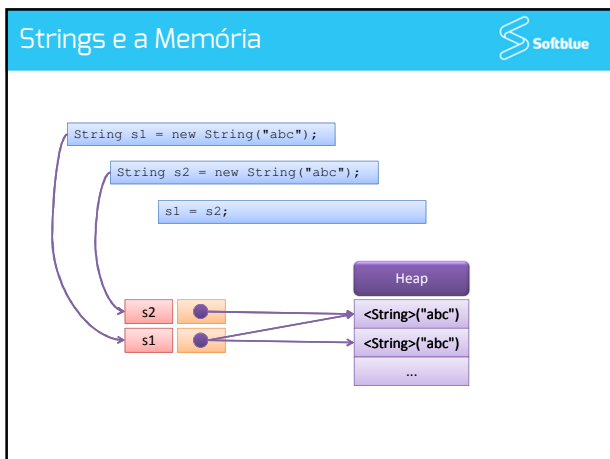 Strings e a Memória
Softblue
String s1 = new String("abc");
String s2 = new String("abc");
s1 = s2;
Heap
s2
<String>("abc")
s1
<String>("abc")
...